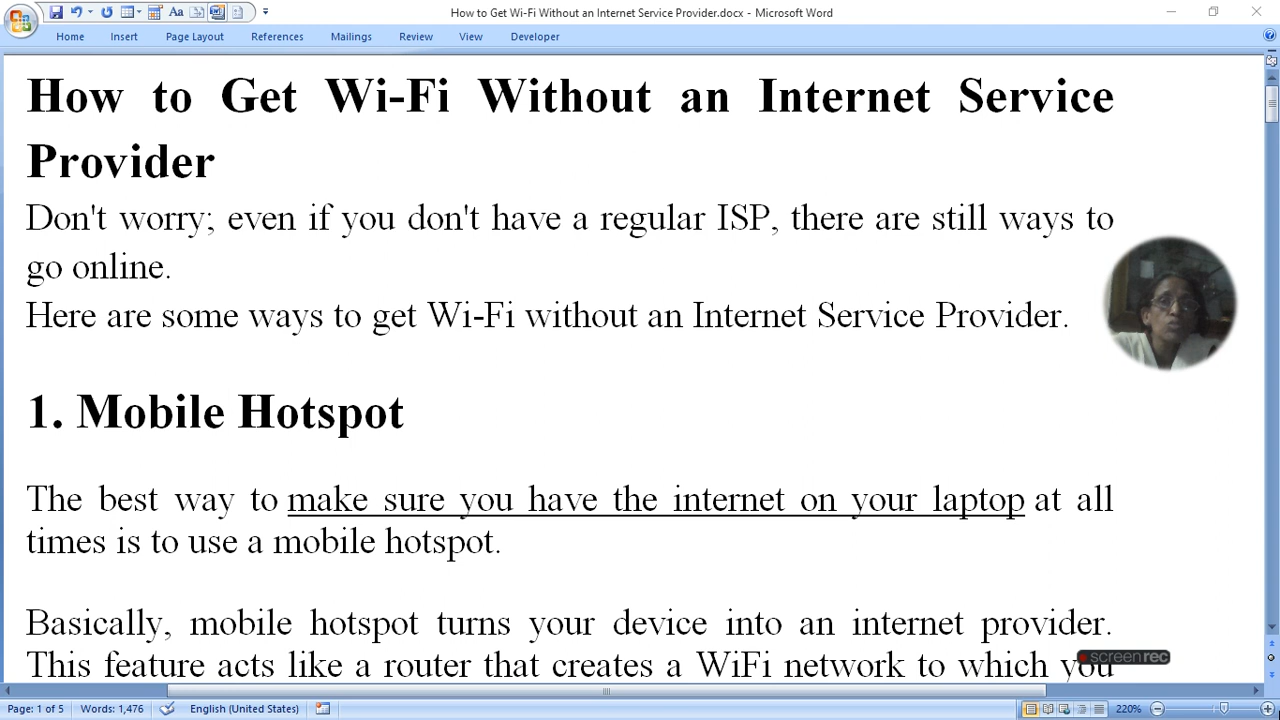 How to Get Wi-Fi Without an Internet Service Provider.docx - Microsoft Word
Home Insert Page Layout References Mailings Review View Developer
How to Get Wi-Fi Without an Internet Service
Provider
Don't worry; even if you don't have a regular ISP, there are still ways to
go online.
Here are some ways to get Wi-Fi without an Internet Service Provider.
1. Mobile Hotspot
The best way to make sure you have the internet on your laptop at all
times is to use a mobile hotspot.
Basically, mobile hotspot turns your device into an internet provider.
This feature acts like a router that creates a WiFi network to which you
screenrec
Page: 1 of 5 Words: 1,476 English (United States) 220%